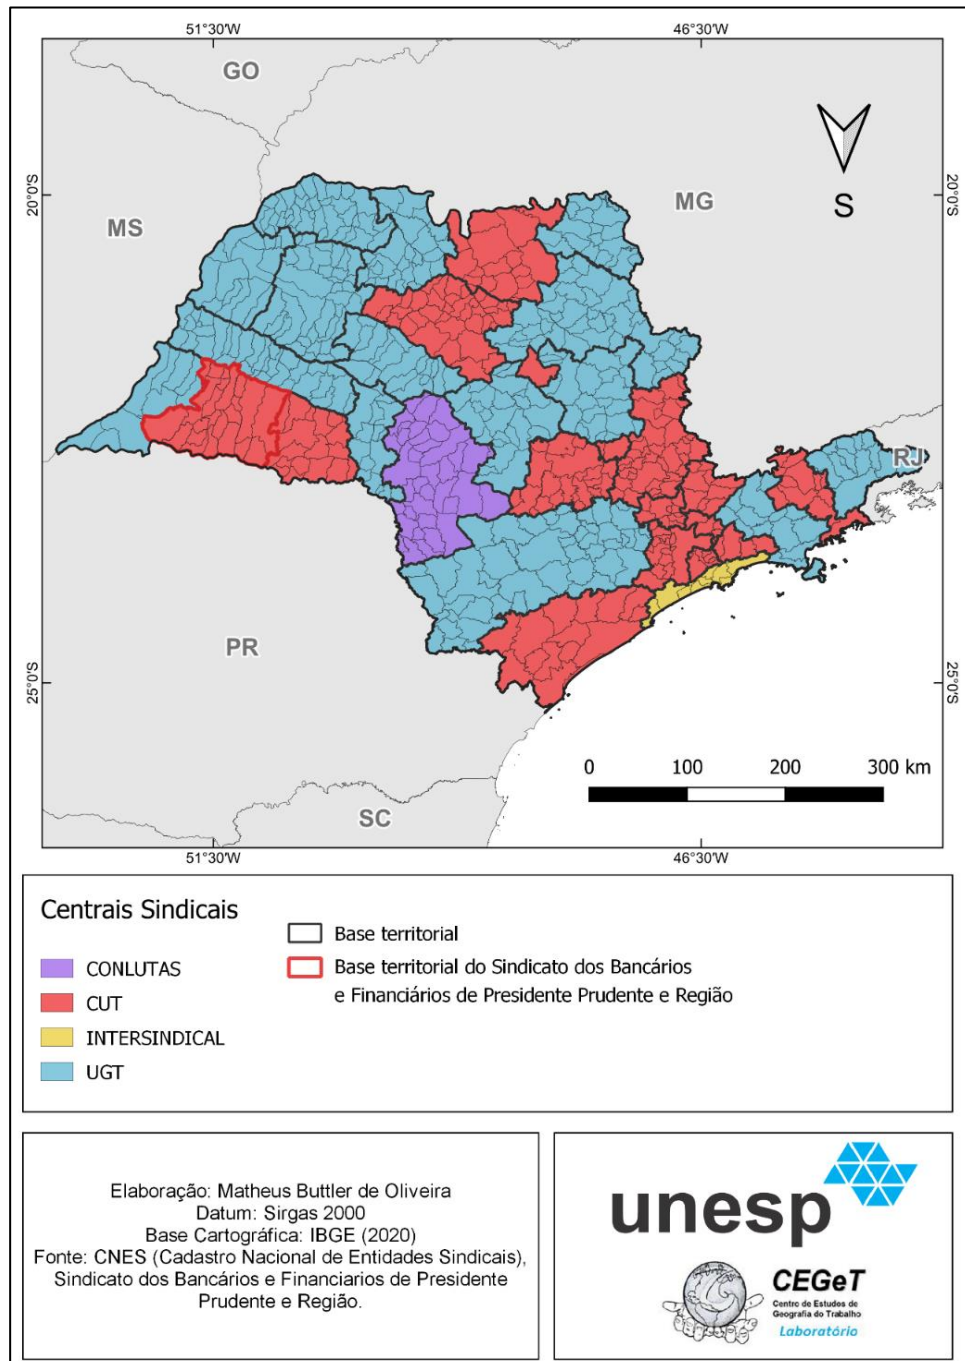 51°30'W
46°30'W
GO
20°0'S
20°0'S
MS
MG
S
RJ
PR
25°0'S
25°0'S
0 100 200 300 km
SC
51°30'W
46°30'W
Centrais Sindicais
CONLUTAS
CUT
INTERSINDICAL
UGT
Base territorial
Base territorial do Sindicato dos Bancários
e Financiários de Presidente Prudente e Região
Elaboração: Matheus Buttler de Oliveira
Datum: Sirgas 2000
Base Cartográfica: IBGE (2020)
Fonte: CNES (Cadastro Nacional de Entidades Sindicais),
Sindicato dos Bancários e Financiarios de Presidente
Prudente e Região.
unesp
CEGeT
Centro de Estudos de
Geografia do Trabalho
Laboratório